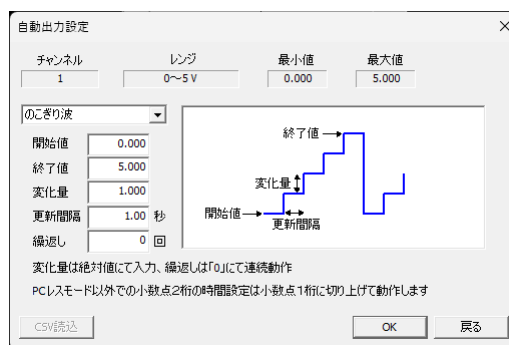 自動出力設定
チャンネル レンジ 最小値 最大値
1 0～5 V 0.000 5.000
のこぎり波
開始値 0.000
終了値 5.000
変化量 1.000
更新間隔 1.00 秒
繰返し 0 回
終了値
変化量
開始値
更新間隔
変化量は絶対値にて入力、繰返しは「0」にて連続動作
PCレスモード以外での小数点2桁の時間設定は小数点1桁に切り上げて動作します
CSV読込 OK 戻る